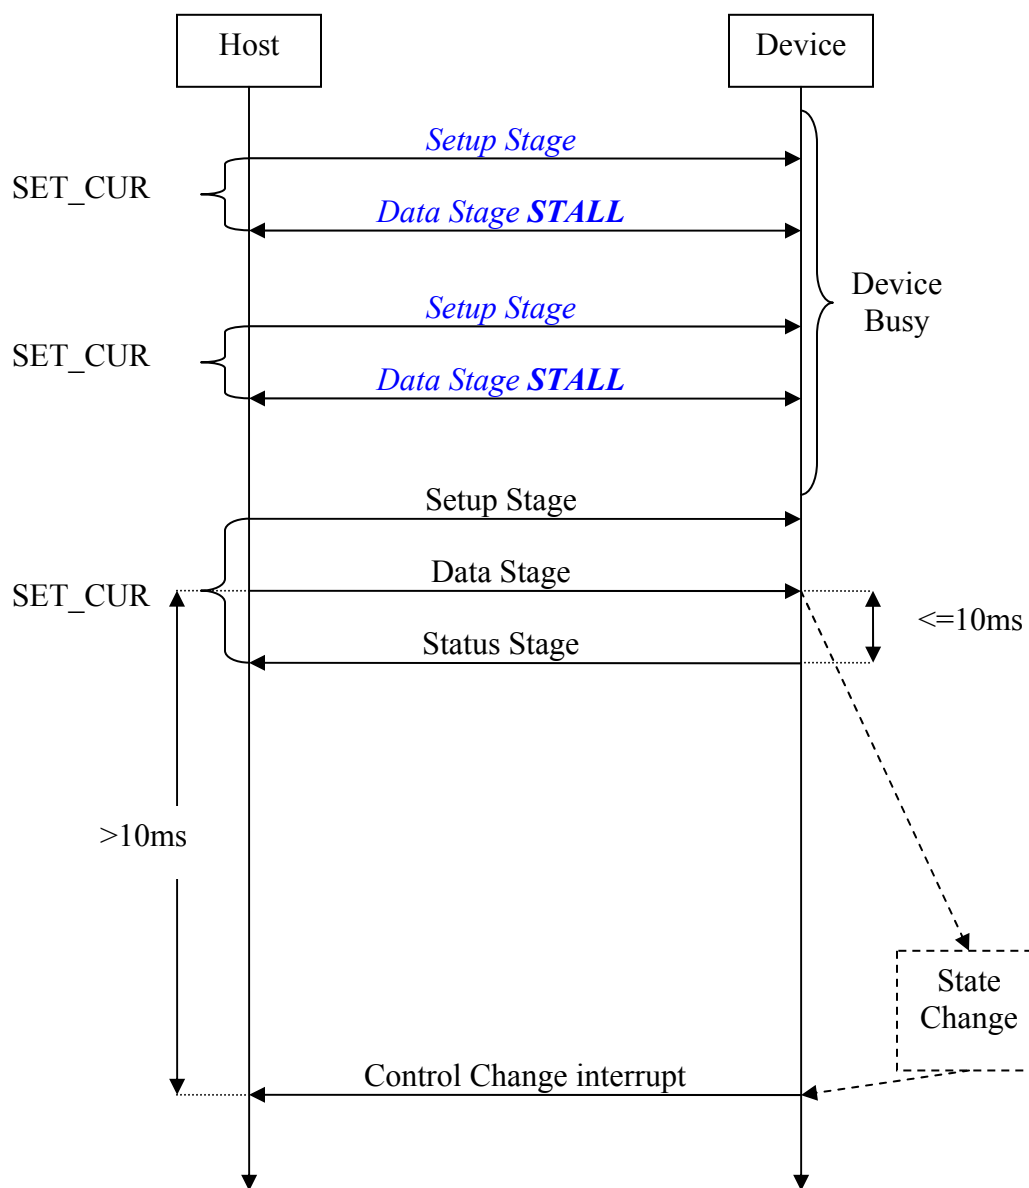 Host
Device
Setup Stage
SET_CUR
Data Stage STALL
Device
Busy
Setup Stage
SET_CUR
Data Stage STALL
Setup Stage
Data Stage
SET_CUR
<=10ms
Status Stage
>10ms
State
Change
Control Change interrupt